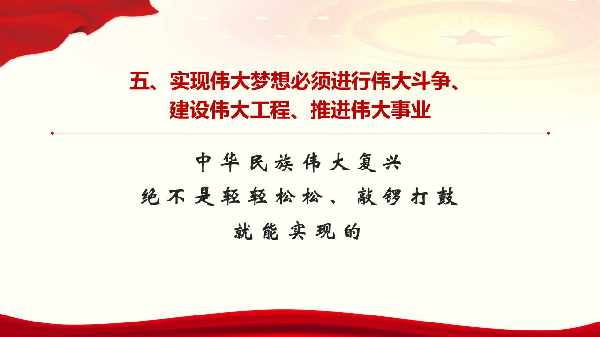 五、实现伟大梦想必须进行伟大斗争、
建设伟大工程、推进伟大事业
中华民族伟大复兴
绝不是轻轻松松、敲锣打鼓
就能实现的